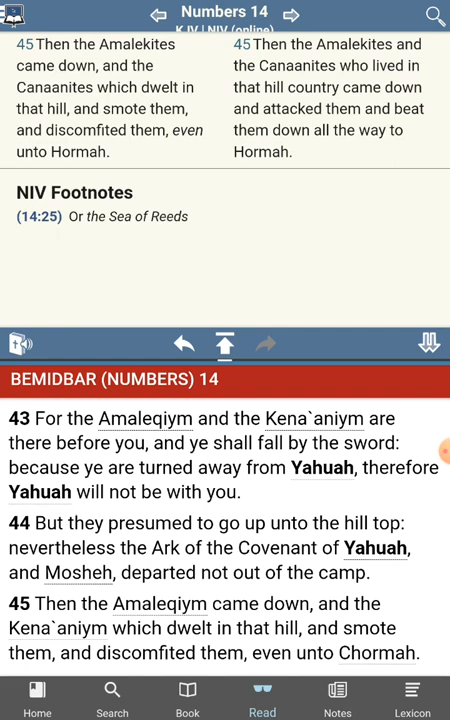 Numbers 14
KJV | NIV (online)
45 Then the Amalekites
came down, and the
Canaanites which dwelt in
that hill, and smote them,
and discomfited them, even
unto Hormah.
45 Then the Amalekites and
the Canaanites who lived in
that hill country came down
and attacked them and beat
them down all the way to
Hormah.
NIV Footnotes
(14:25) Or the Sea of Reeds
BEMIDBAR (NUMBERS) 14
43 For the Amaleqiym and the Kena`aniym are
there before you, and ye shall fall by the sword:
because ye are turned away from Yahuah, therefore
Yahuah will not be with you.
44 But they presumed to go up unto the hill top:
nevertheless the Ark of the Covenant of Yahuah,
and Mosheh, departed not out of the camp.
45 Then the Amaleqiym came down, and the
Kena`aniym which dwelt in that hill, and smote
them, and discomfited them, even unto Chormah.
Home Search Book Read Notes Lexicon